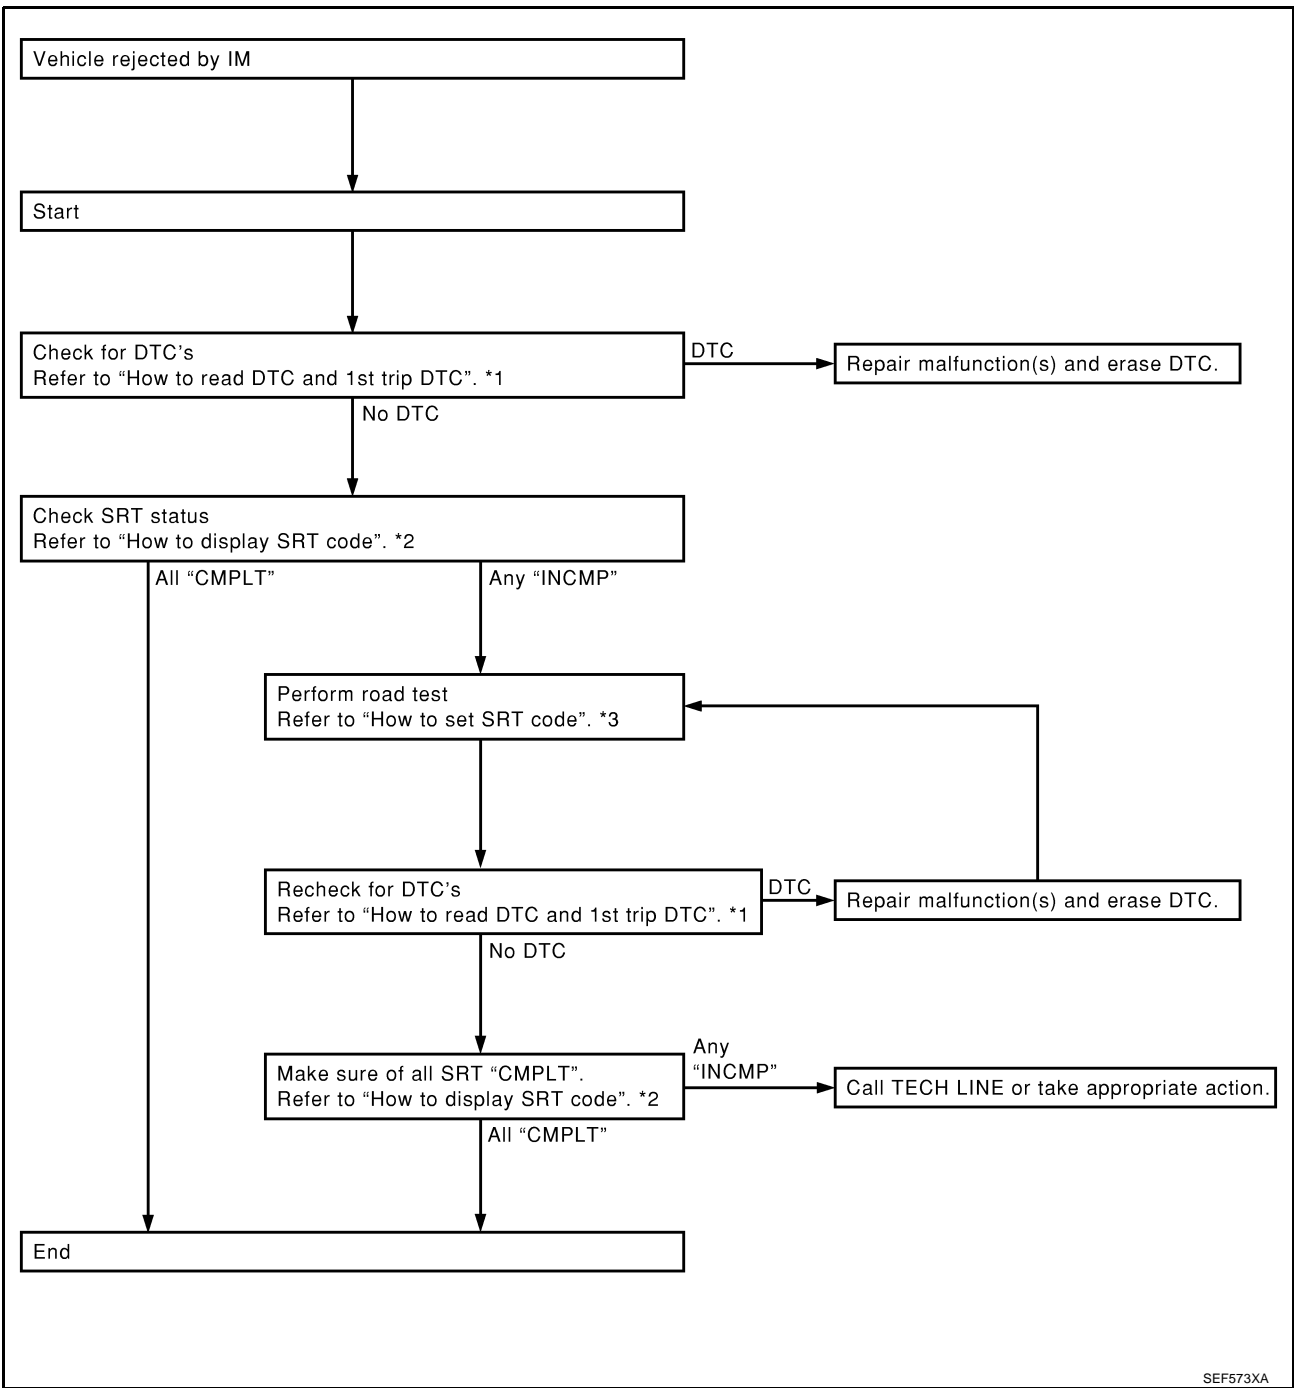 Vehicle rejected by IM
Start
Check for DTC's
Refer to “How to read DTC and 1st trip DTC”. *1
DTC
Repair malfunction(s) and erase DTC.
No DTC
Check SRT status
Refer to “How to display SRT code”. *2
All “CMPLT”
Any “INCMP”
Perform road test
Refer to “How to set SRT code”. *3
Recheck for DTC's
Refer to “How to read DTC and 1st trip DTC”. *1
DTC
Repair malfunction(s) and erase DTC.
No DTC
Make sure of all SRT “CMPLT”.
Refer to “How to display SRT code”. *2
Any
“INCMP”
Call TECH LINE or take appropriate action.
All “CMPLT”
End
SEF573XA